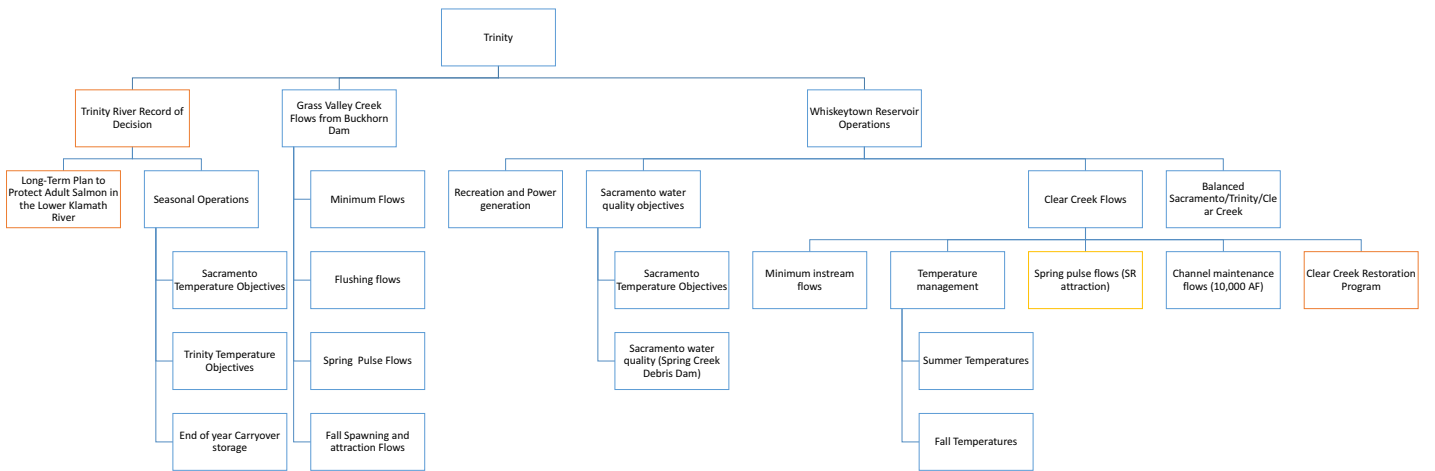 Trinity
Trinity River Record of
Decision
Grass Valley Creek
Flows from Buckhorn
Dam
Whiskeytown Reservoir
Operations
Long-Term Plan to
Protect Adult Salmon in
the Lower Klamath
River
Seasonal Operations
Minimum Flows
Recreation and Power
generation
Sacramento water
quality objectives
Clear Creek Flows
Balanced
Sacramento/Trinity/Cle
ar Creek
Sacramento
Temperature Objectives
Flushing flows
Sacramento
Temperature Objectives
Minimum instream
flows
Temperature
management
Spring pulse flows (SR
attraction)
Channel maintenance
flows (10,000 AF)
Clear Creek Restoration
Program
Trinity Temperature
Objectives
Spring  Pulse Flows
Sacramento water
quality (Spring Creek
Debris Dam)
Summer Temperatures
End of year Carryover
storage
Fall Spawning and
attraction Flows
Fall Temperatures